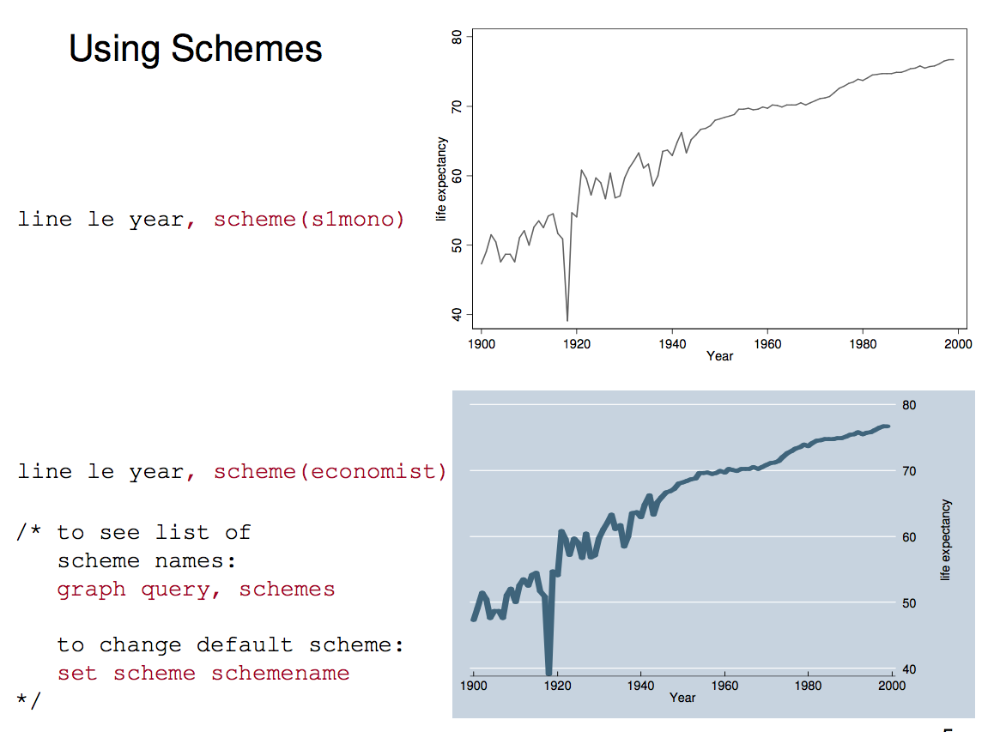 Using Schemes
80
70
60
50
40
life expectancy
1900 1920 1940 1960 1980 2000
Year
line le year, scheme(s1mono)
line le year, scheme(economist)
/* to see list of
scheme names:
graph query, schemes
to change default scheme:
set scheme schemename
*/
80
70
60
50
40
life expectancy
1900 1920 1940 1960 1980 2000
Year